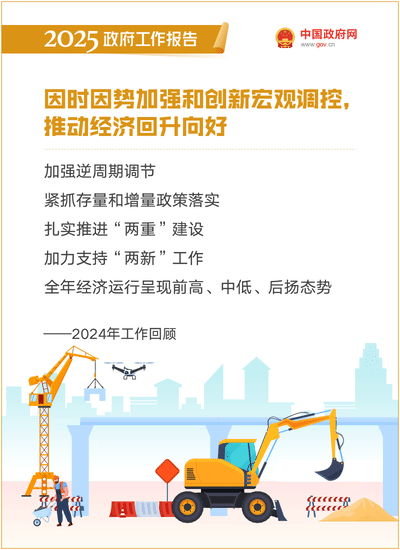 2025 政府工作报告
中国政府网
www.gov.cn
因时因势加强和创新宏观调控，
推动经济回升向好
加强逆周期调节
紧抓存量和增量政策落实
扎实推进“两重”建设
加力支持“两新”工作
全年经济运行呈现前高、中低、后扬态势
——2024年工作回顾